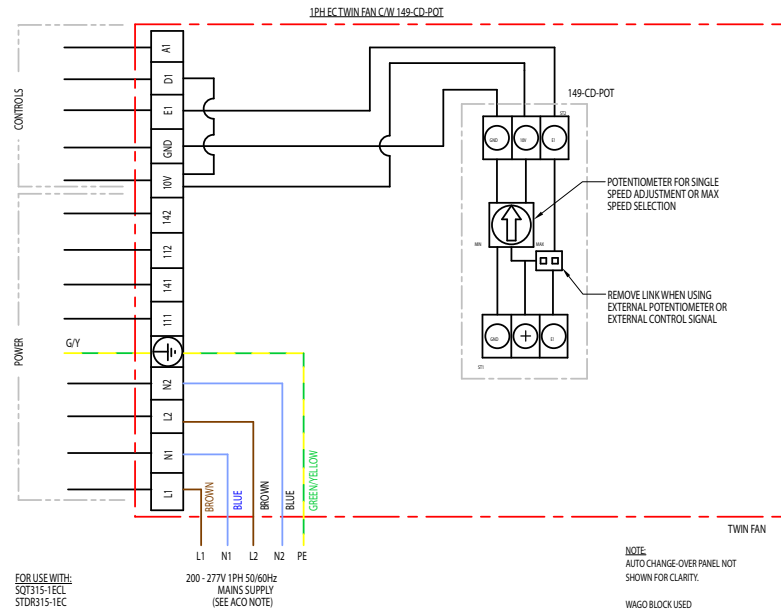 1PH EC TWIN FAN C/W 149-CD-POT
CONTROLS
POWER
A1
D1
E1
GND
10V
142
112
141
111
G/Y
N2
L2
N1
L1
BROWN
BLUE
BROWN
BLUE
GREEN/YELLOW
L1 N1 L2 N2 PE
200 - 277V 1PH 50/60Hz
MAINS SUPPLY
(SEE ACO NOTE)
FOR USE WITH:
SQT315-1ECL
STDR315-1EC
149-CD-POT
ST2
GND 10V E1
POTENTIOMETER FOR SINGLE
SPEED ADJUSTMENT OR MAX
SPEED SELECTION
MIN MAX
REMOVE LINK WHEN USING
EXTERNAL POTENTIOMETER OR
EXTERNAL CONTROL SIGNAL
GND + E1
ST1
TWIN FAN
NOTE:
AUTO CHANGE-OVER PANEL NOT
SHOWN FOR CLARITY.
WAGO BLOCK USED